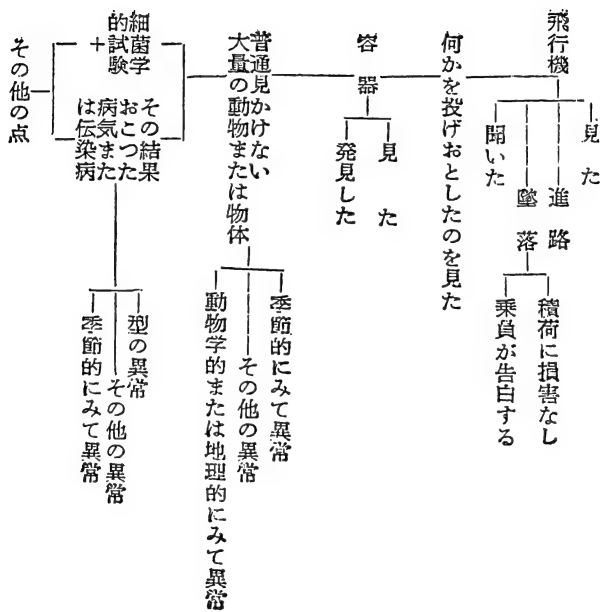 飛行機
見た
進路
墜落
聞いた
積荷に損害なし
乗員が告白する
何かを投げおとしたのを見た
容器
見た
発見した
普通見かけない
大量の動物または物体
季節的にみて異常
その他の異常
動物学的または地理的にみて異常
細菌学
的試験
+
その結果
おこつた
病気また
は伝染病
型の異常
その他の異常
季節的にみて異常
その他の点